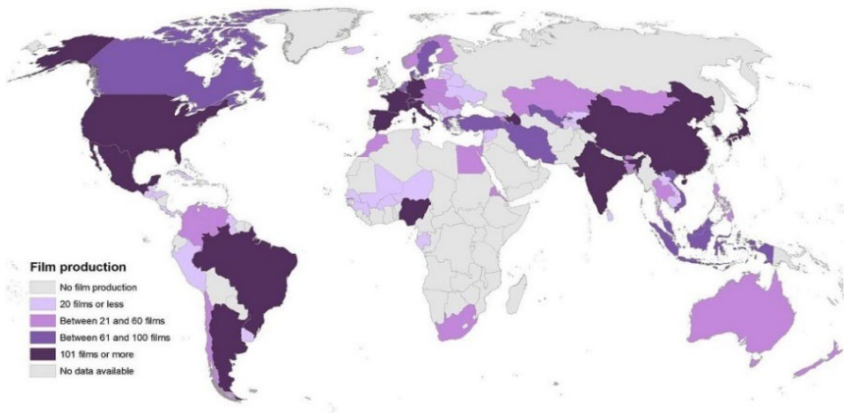 Film production
No film production
20 films or less
Between 21 and 60 films
Between 61 and 100 films
101 films or more
No data available